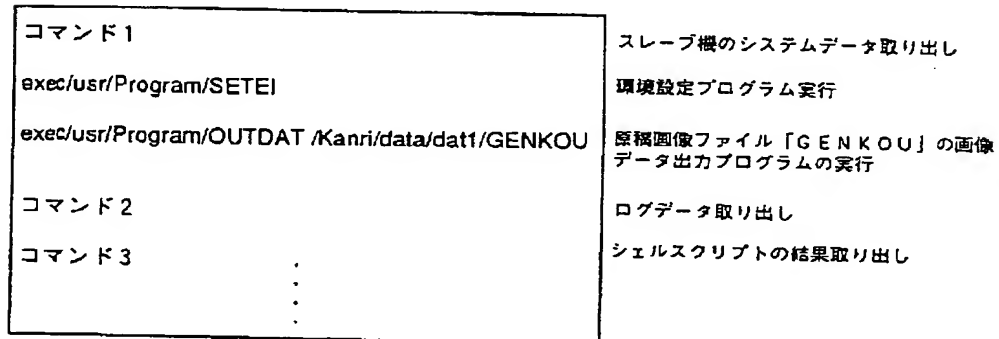 コマンド1
スレーブ機のシステムデータ取り出し
exec/usr/Program/SETEI
環境設定プログラム実行
exec/usr/Program/OUTDAT /Kanri/data/dat1/GENKOU
原稿画像ファイル「GENKOU」の画像
データ出力プログラムの実行
コマンド2
ログデータ取り出し
コマンド3
シェルスクリプトの結果取り出し